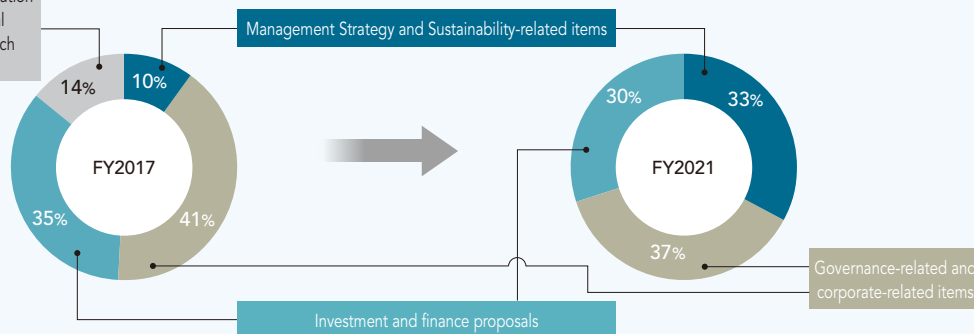 Management Strategy and Sustainability-related items
14%
10%
35%
41%
FY2017
30%
33%
37%
FY2021
Governance-related and
corporate-related items
Investment and finance proposals